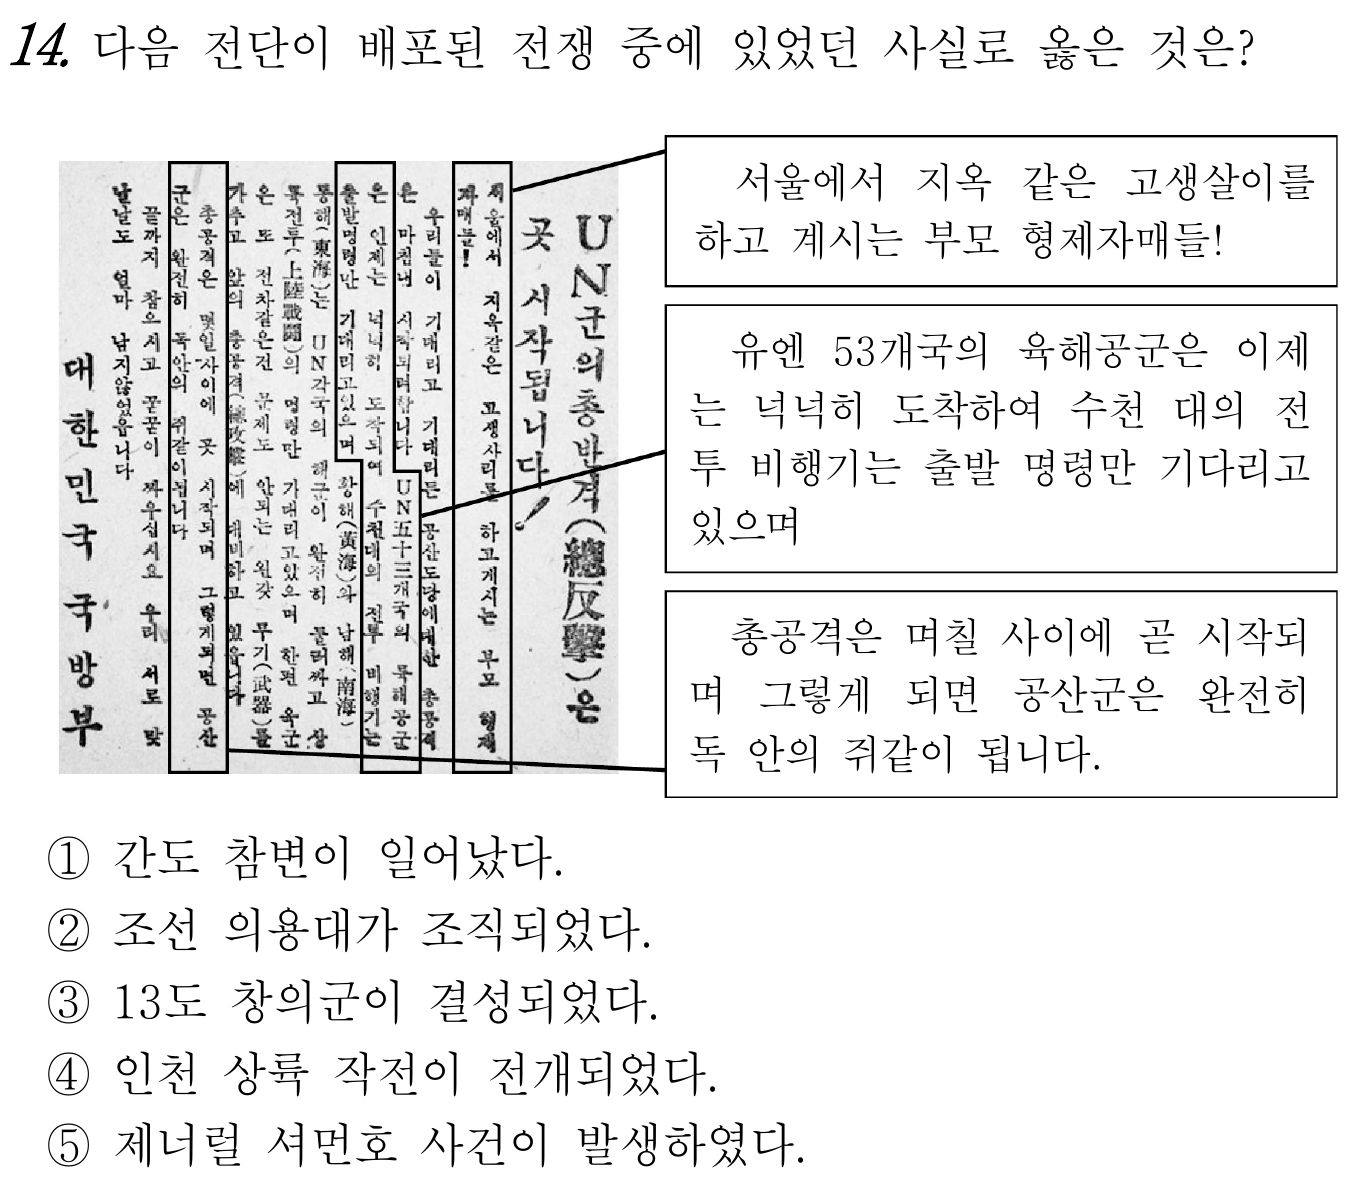 14. 다음 전단이 배포된 전쟁 중에 있었던 사실로 옳은 것은?
UN군의 총반격(總反擊)은
곳 시작됩니다!
서울에서 지옥같은 고생사리를 하고계시는 부모 형제
자매들!
우리들이 기대리고 기대리든 공산도당에대한 총공격
은 마침내 시작되려합니다 UN五十三개국의 륙해공군
은 인제는 넉넉히 도착되여 수천대의 전투 비행기는
출발명령만 기대리고있으며 황해(黃海)와 남해(南海)
동해(東海)는 UN각국의 해군이 완전히 둘러싸고 상
륙전투(上陸戰鬪)의 명령만 기대리고있으며 한편 육군
은 또 전차같은건 문제도 안되는 왼갖 무기(武器)를
가추고 앞의 총공격(總攻擊)에 대비하고 있읍니다
총공격은 몇일사이에 곳 시작되며 그렇게되면 공산
군은 완전히 독안의 쥐같이됩니다
끝까지 참으시고 꾿꾿이 싸우십시요 우리 서로 맞
날날도 얼마 남지않었읍니다
대한민국 국방부
서울에서 지옥 같은 고생살이를
하고 계시는 부모 형제자매들!
유엔 53개국의 육해공군은 이제
는 넉넉히 도착하여 수천 대의 전
투 비행기는 출발 명령만 기다리고
있으며
총공격은 며칠 사이에 곧 시작되
며 그렇게 되면 공산군은 완전히
독 안의 쥐같이 됩니다.
① 간도 참변이 일어났다.
② 조선 의용대가 조직되었다.
③ 13도 창의군이 결성되었다.
④ 인천 상륙 작전이 전개되었다.
⑤ 제너럴 셔먼호 사건이 발생하였다.